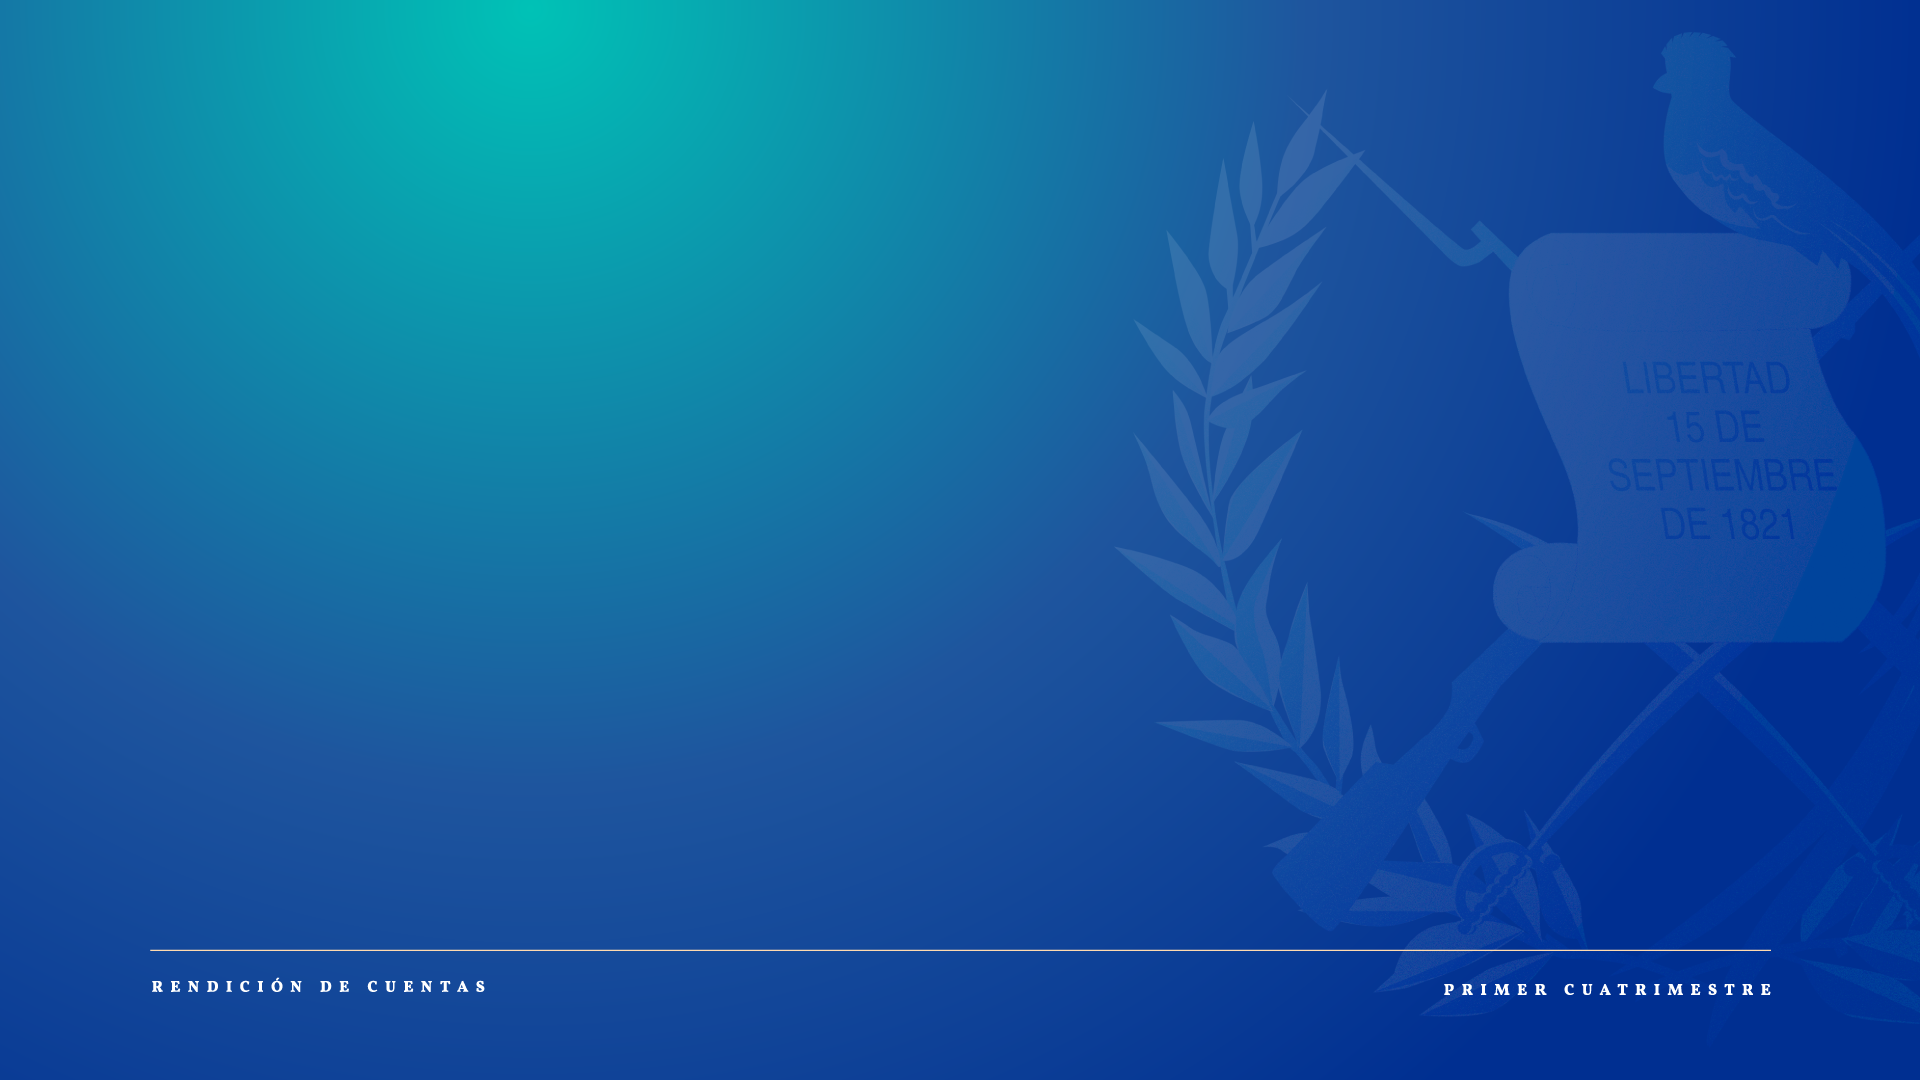 LIBERTAD
15 DE
SEPTIEMBRE
DE 1821
RENDICIÓN DE CUENTAS
PRIMER CUATRIMESTRE